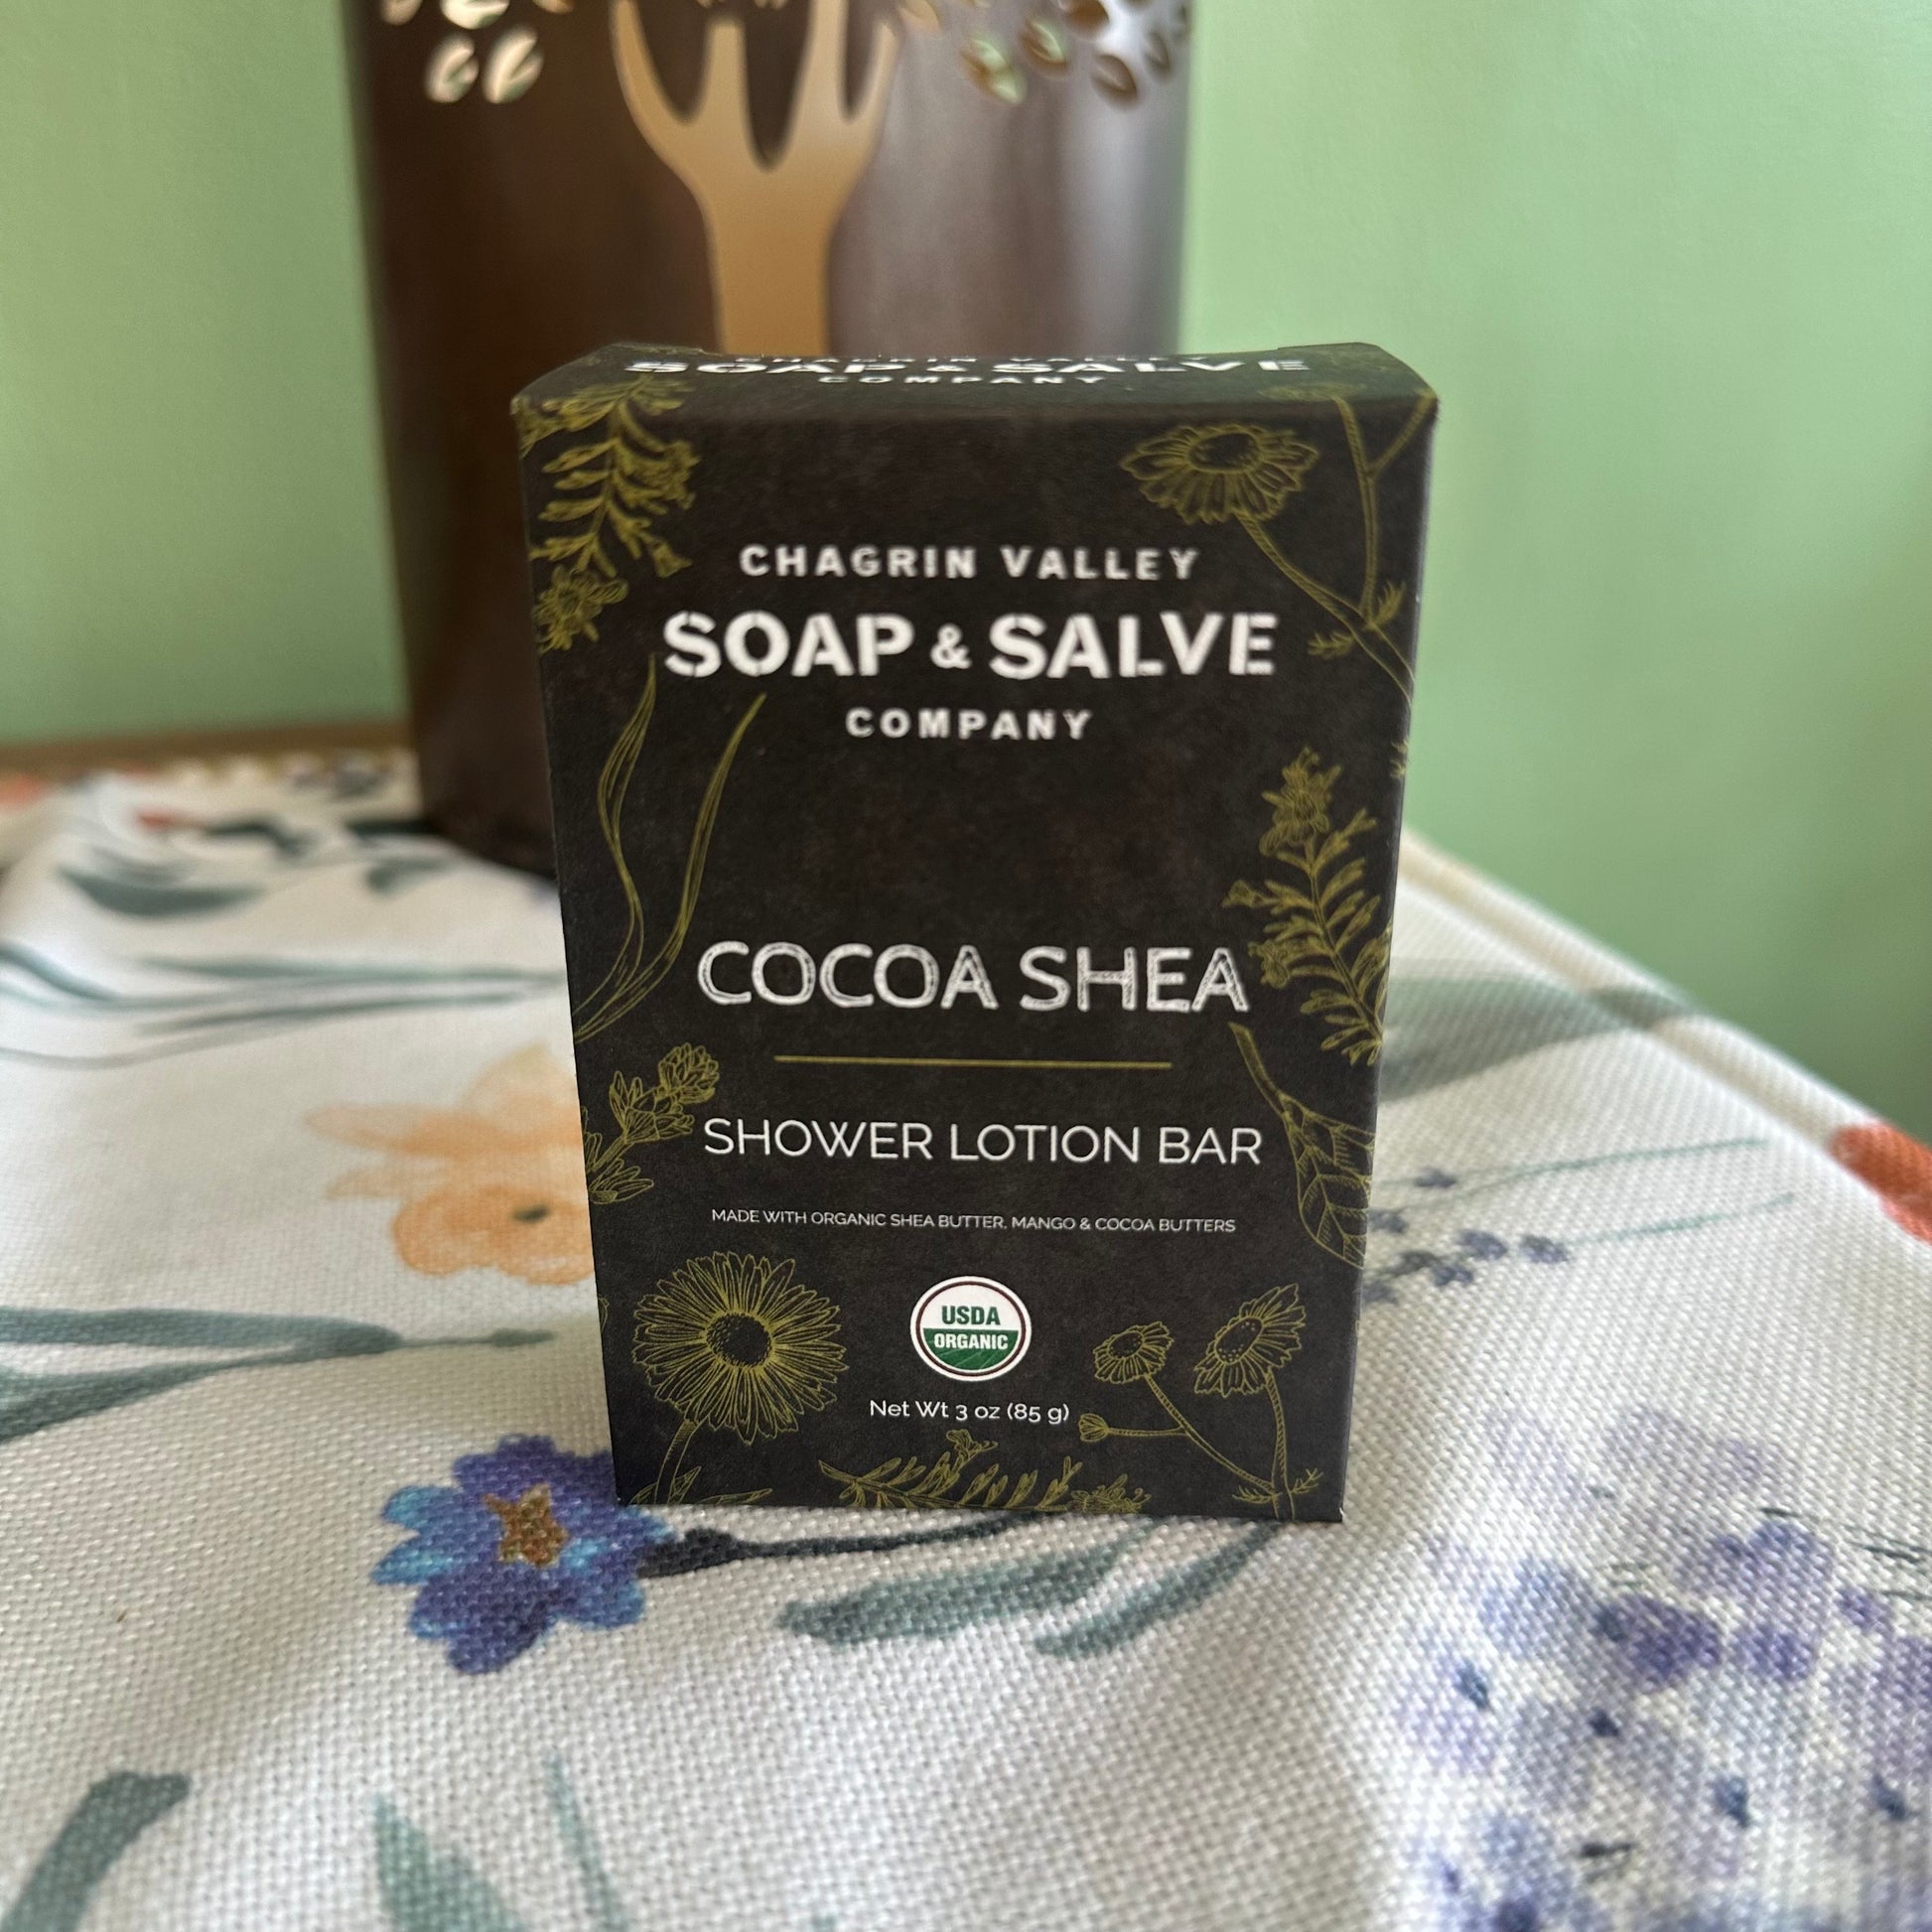 CHAGRIN VALLEY
SOAP & SALVE
COMPANY
CHAGRIN VALLEY
SOAP & SALVE
COMPANY
COCOA SHEA
SHOWER LOTION BAR
MADE WITH ORGANIC SHEA BUTTER, MANGO & COCOA BUTTERS
USDA
ORGANIC
Net Wt 3 oz (85 g)